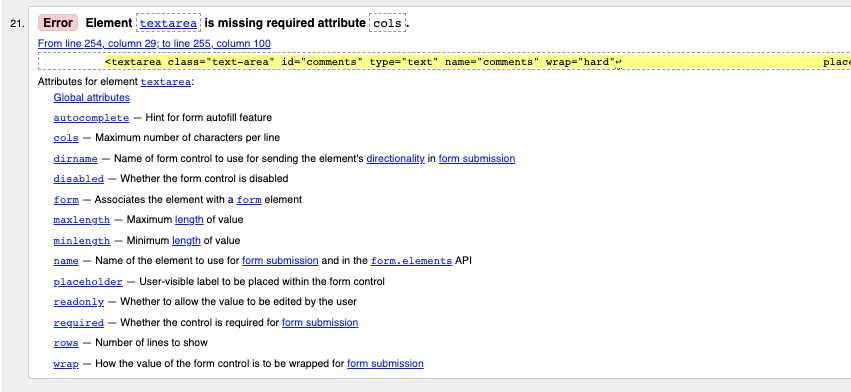 21. Error Element textarea is missing required attribute cols.
From line 254, column 29; to line 255, column 100
<textarea class="text-area" id="comments" type="text" name="comments" wrap="hard"↩ place
Attributes for element textarea:
Global attributes
autocomplete — Hint for form autofill feature
cols — Maximum number of characters per line
dirname — Name of form control to use for sending the element's directionality in form submission
disabled — Whether the form control is disabled
form — Associates the element with a form element
maxlength — Maximum length of value
minlength — Minimum length of value
name — Name of the element to use for form submission and in the form.elements API
placeholder — User-visible label to be placed within the form control
readonly — Whether to allow the value to be edited by the user
required — Whether the control is required for form submission
rows — Number of lines to show
wrap — How the value of the form control is to be wrapped for form submission